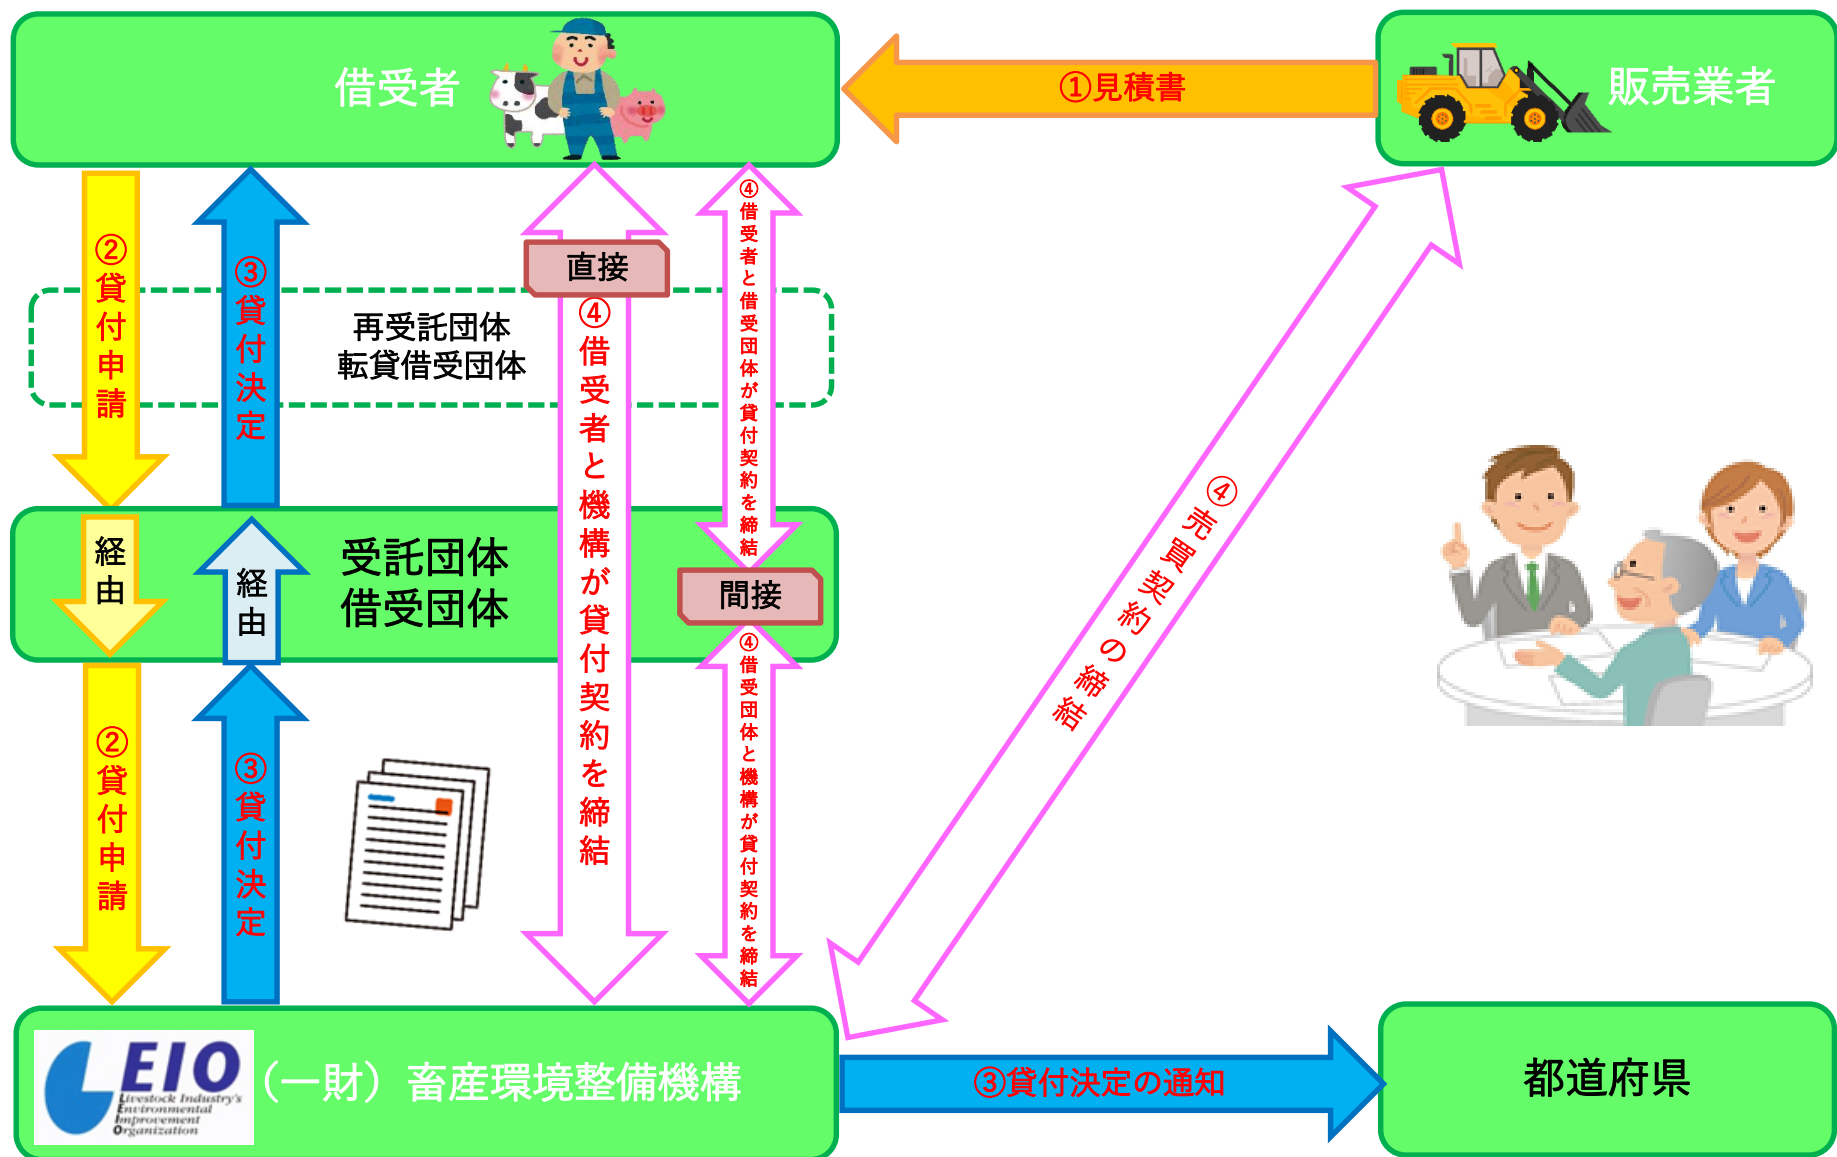 借受者
①見積書
販売業者
②貸付申請
③貸付決定
直接
④借受者と機構が貸付契約を締結
④借受者と借受団体が貸付契約を締結
再受託団体
転貸借受団体
④売買契約の締結
経由
経由
受託団体
借受団体
間接
②貸付申請
③貸付決定
④借受団体と機構が貸付契約を締結
LEIO
Livestock Industry's
Environmental
Improvement
Organization
（一財）畜産環境整備機構
③貸付決定の通知
都道府県